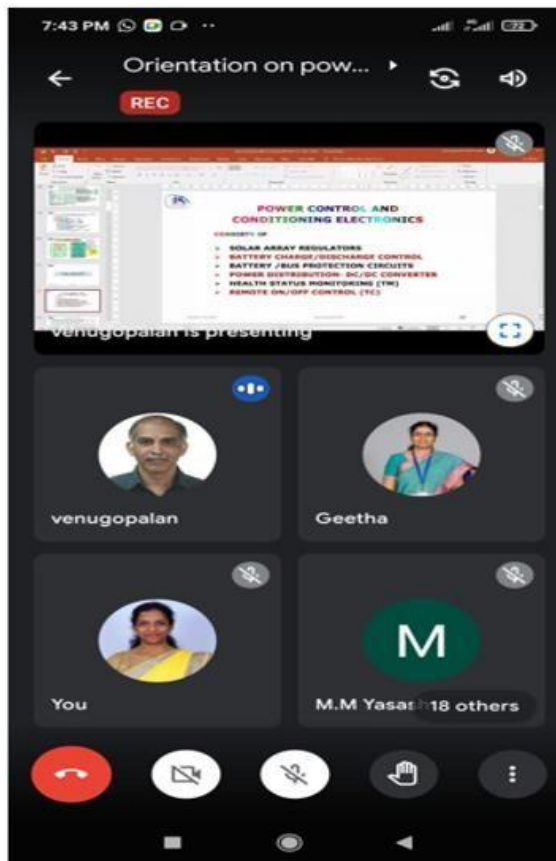 7:43 PM
72
Orientation on pow...
REC
POWER CONTROL AND
CONDITIONING ELECTRONICS
CONSISTS OF
SOLAR ARRAY REGULATORS
BATTERY CHARGE/DISCHARGE CONTROL
BATTERY /BUS PROTECTION CIRCUITS
POWER DISTRIBUTION- DC/DC CONVERTER
HEALTH STATUS MONITORING (TM)
REMOTE ON/OFF CONTROL (TC)
venugopalan is presenting
venugopalan
Geetha
You
M
M.M Yasash
18 others